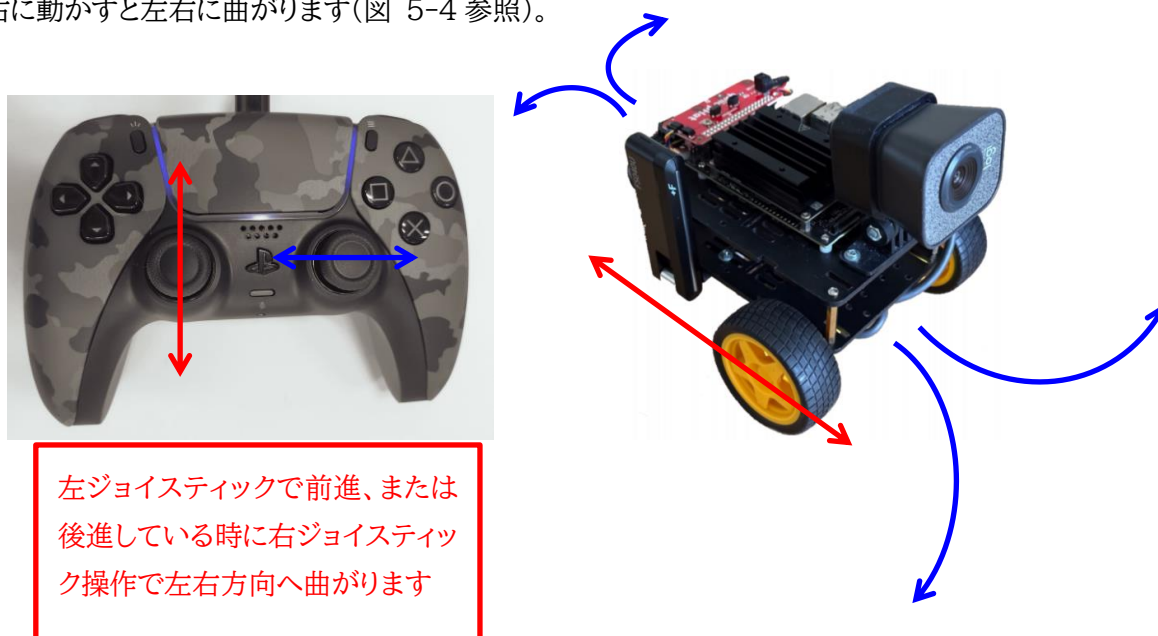 右に動かすと左右に曲がります(図 5-4 参照)。
左ジョイスティックで前進、または
後進している時に右ジョイスティッ
ク操作で左右方向へ曲がります